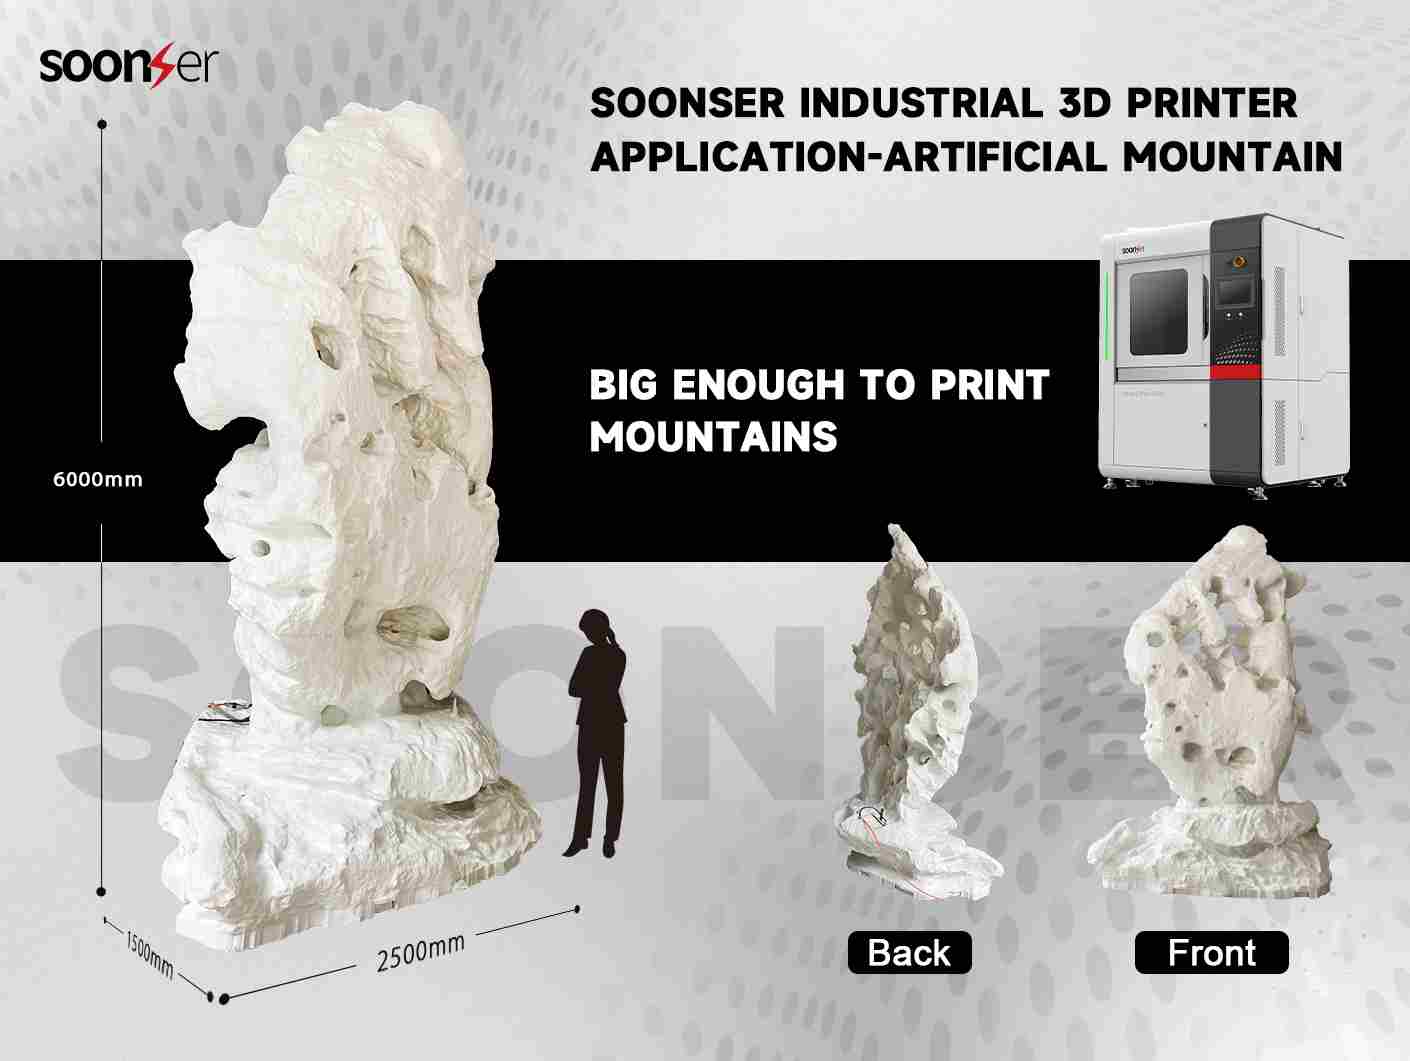 soonser
SOONSER INDUSTRIAL 3D PRINTER
APPLICATION-ARTIFICIAL MOUNTAIN
soonser
BIG ENOUGH TO PRINT
MOUNTAINS
6000mm
SOONSER
1500mm
2500mm
Back
Front